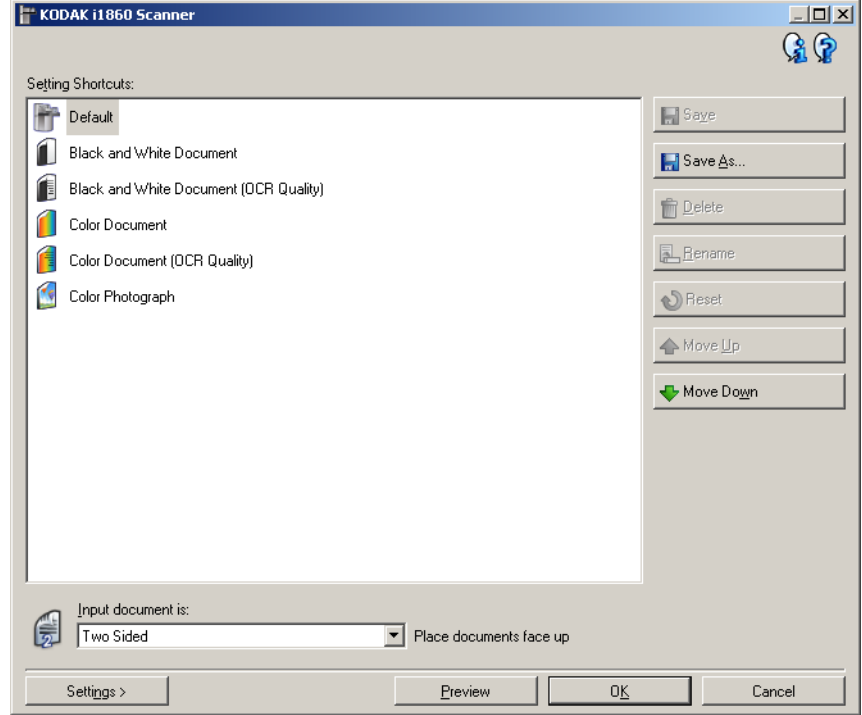 KODAK i1860 Scanner
Setting Shortcuts:
Default
Black and White Document
Black and White Document (OCR Quality)
Color Document
Color Document (OCR Quality)
Color Photograph
Save
Save As...
Delete
Rename
Reset
Move Up
Move Down
Input document is:
2
Two Sided
Place documents face up
Settings >
Preview
OK
Cancel